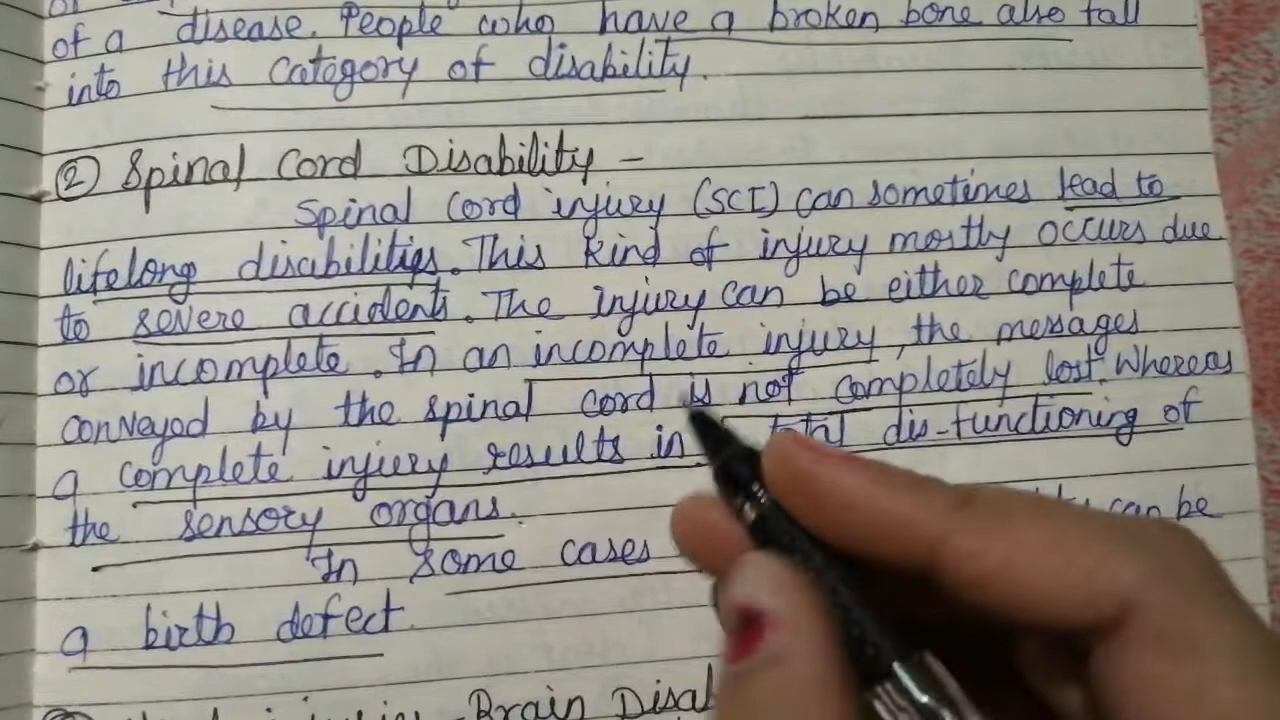 of a disease. People who have a broken bone also fall
into this category of disability.
② Spinal Cord Disability -
Spinal Cord injury (SCI) can sometimes lead to
lifelong disabilities. This kind of injury mostly occurs due
to severe accidents. The injury can be either complete
or incomplete. In an incomplete injury, the messages
conveyed by the spinal cord is not completely lost. Whereas
a complete injury results in total dis-functioning of
the sensory organs.
In some cases can be
a birth defect.
Brain